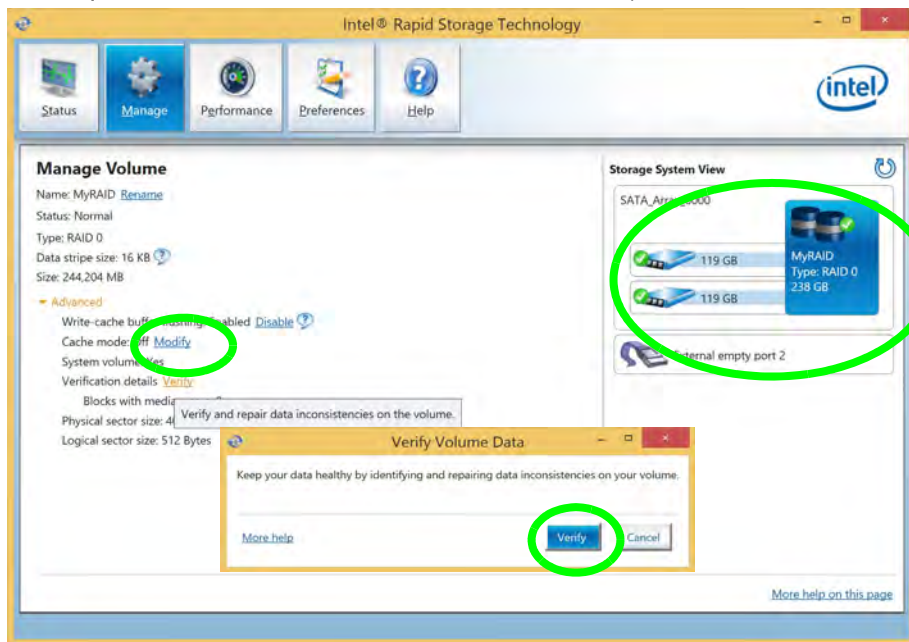 Intel® Rapid Storage Technology
Status
Manage
Performance
Preferences
Help
intel
Manage Volume
Name: MyRAID Rename
Status: Normal
Type: RAID 0
Data stripe size: 16 KB
Size: 244,204 MB
Advanced
Write-cache buffer flushing: Enabled Disable
Cache mode: Off Modify
System volume: Yes
Verification details Verify
Blocks with media
Physical sector size: 4
Logical sector size: 512 Bytes
Verify and repair data inconsistencies on the volume.
Storage System View
SATA_Array_0000
119 GB
119 GB
MyRAID
Type: RAID 0
238 GB
External empty port 2
Verify Volume Data
Keep your data healthy by identifying and repairing data inconsistencies on your volume.
More help
Verify
Cancel
More help on this page